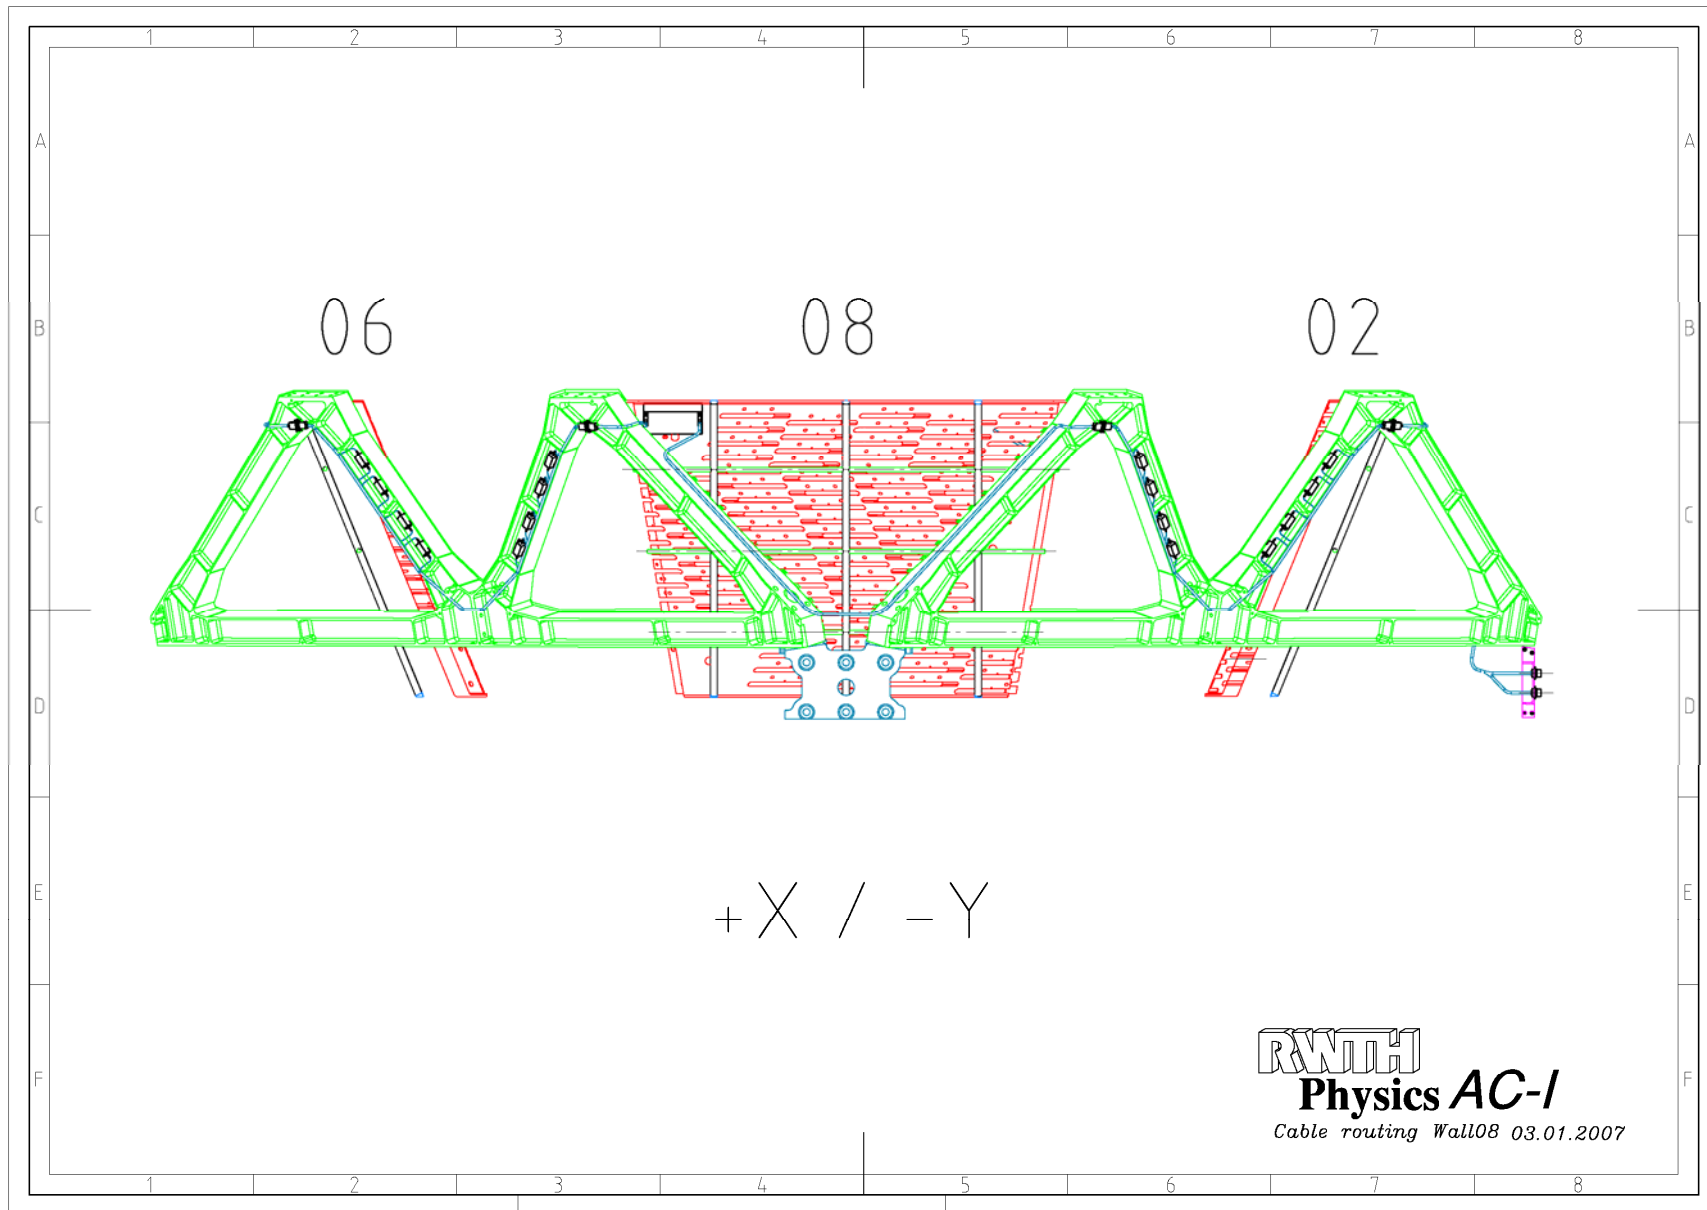 1 2 3 4 5 6 7 8
A A
06 08 02
B B
C C
D D
+X / -Y
E E
RWTH
F F
Physics AC-I
Cable routing Wall08 03.01.2007
1 2 3 4 5 6 7 8